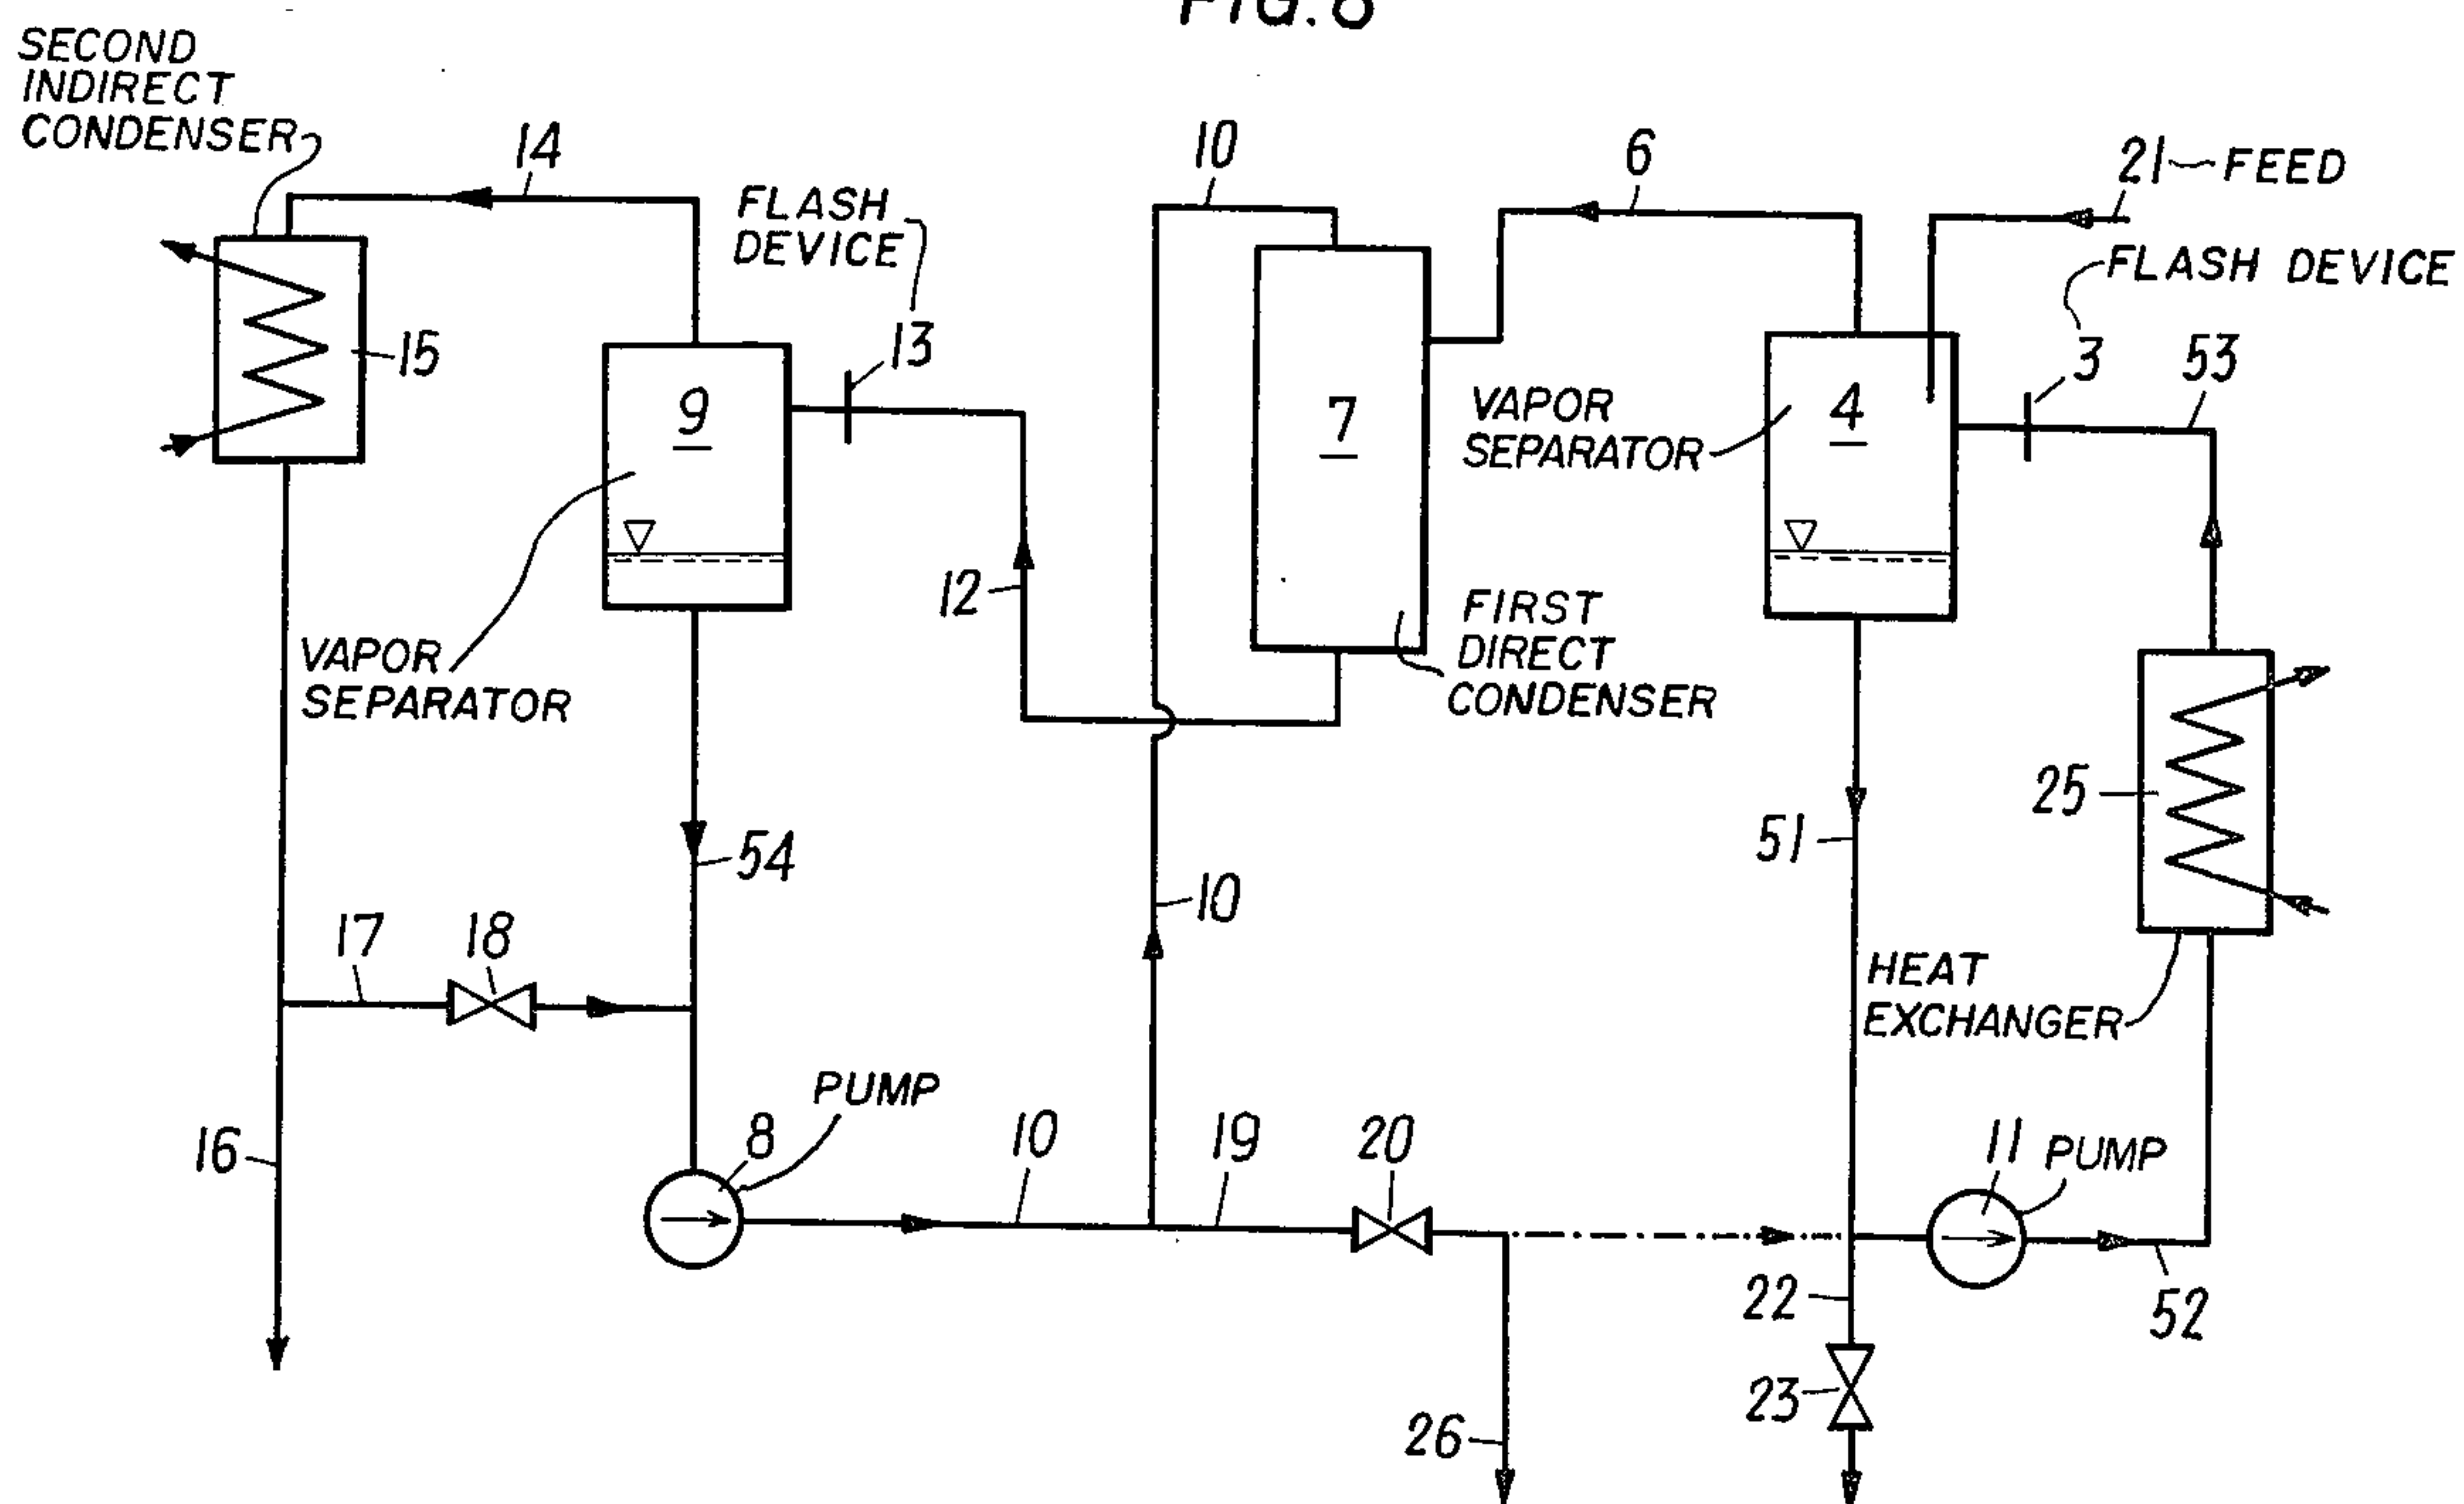 FIG. 8
SECOND
INDIRECT
CONDENSER
14
FLASH
DEVICE
13
15
9
VAPOR
SEPARATOR
12
10
6
21
FEED
FLASH DEVICE
3
53
7
VAPOR
SEPARATOR
4
FIRST
DIRECT
CONDENSER
25
51
54
10
17
18
HEAT
EXCHANGER
PUMP
8
10
19
20
11
PUMP
16
22
52
23
26